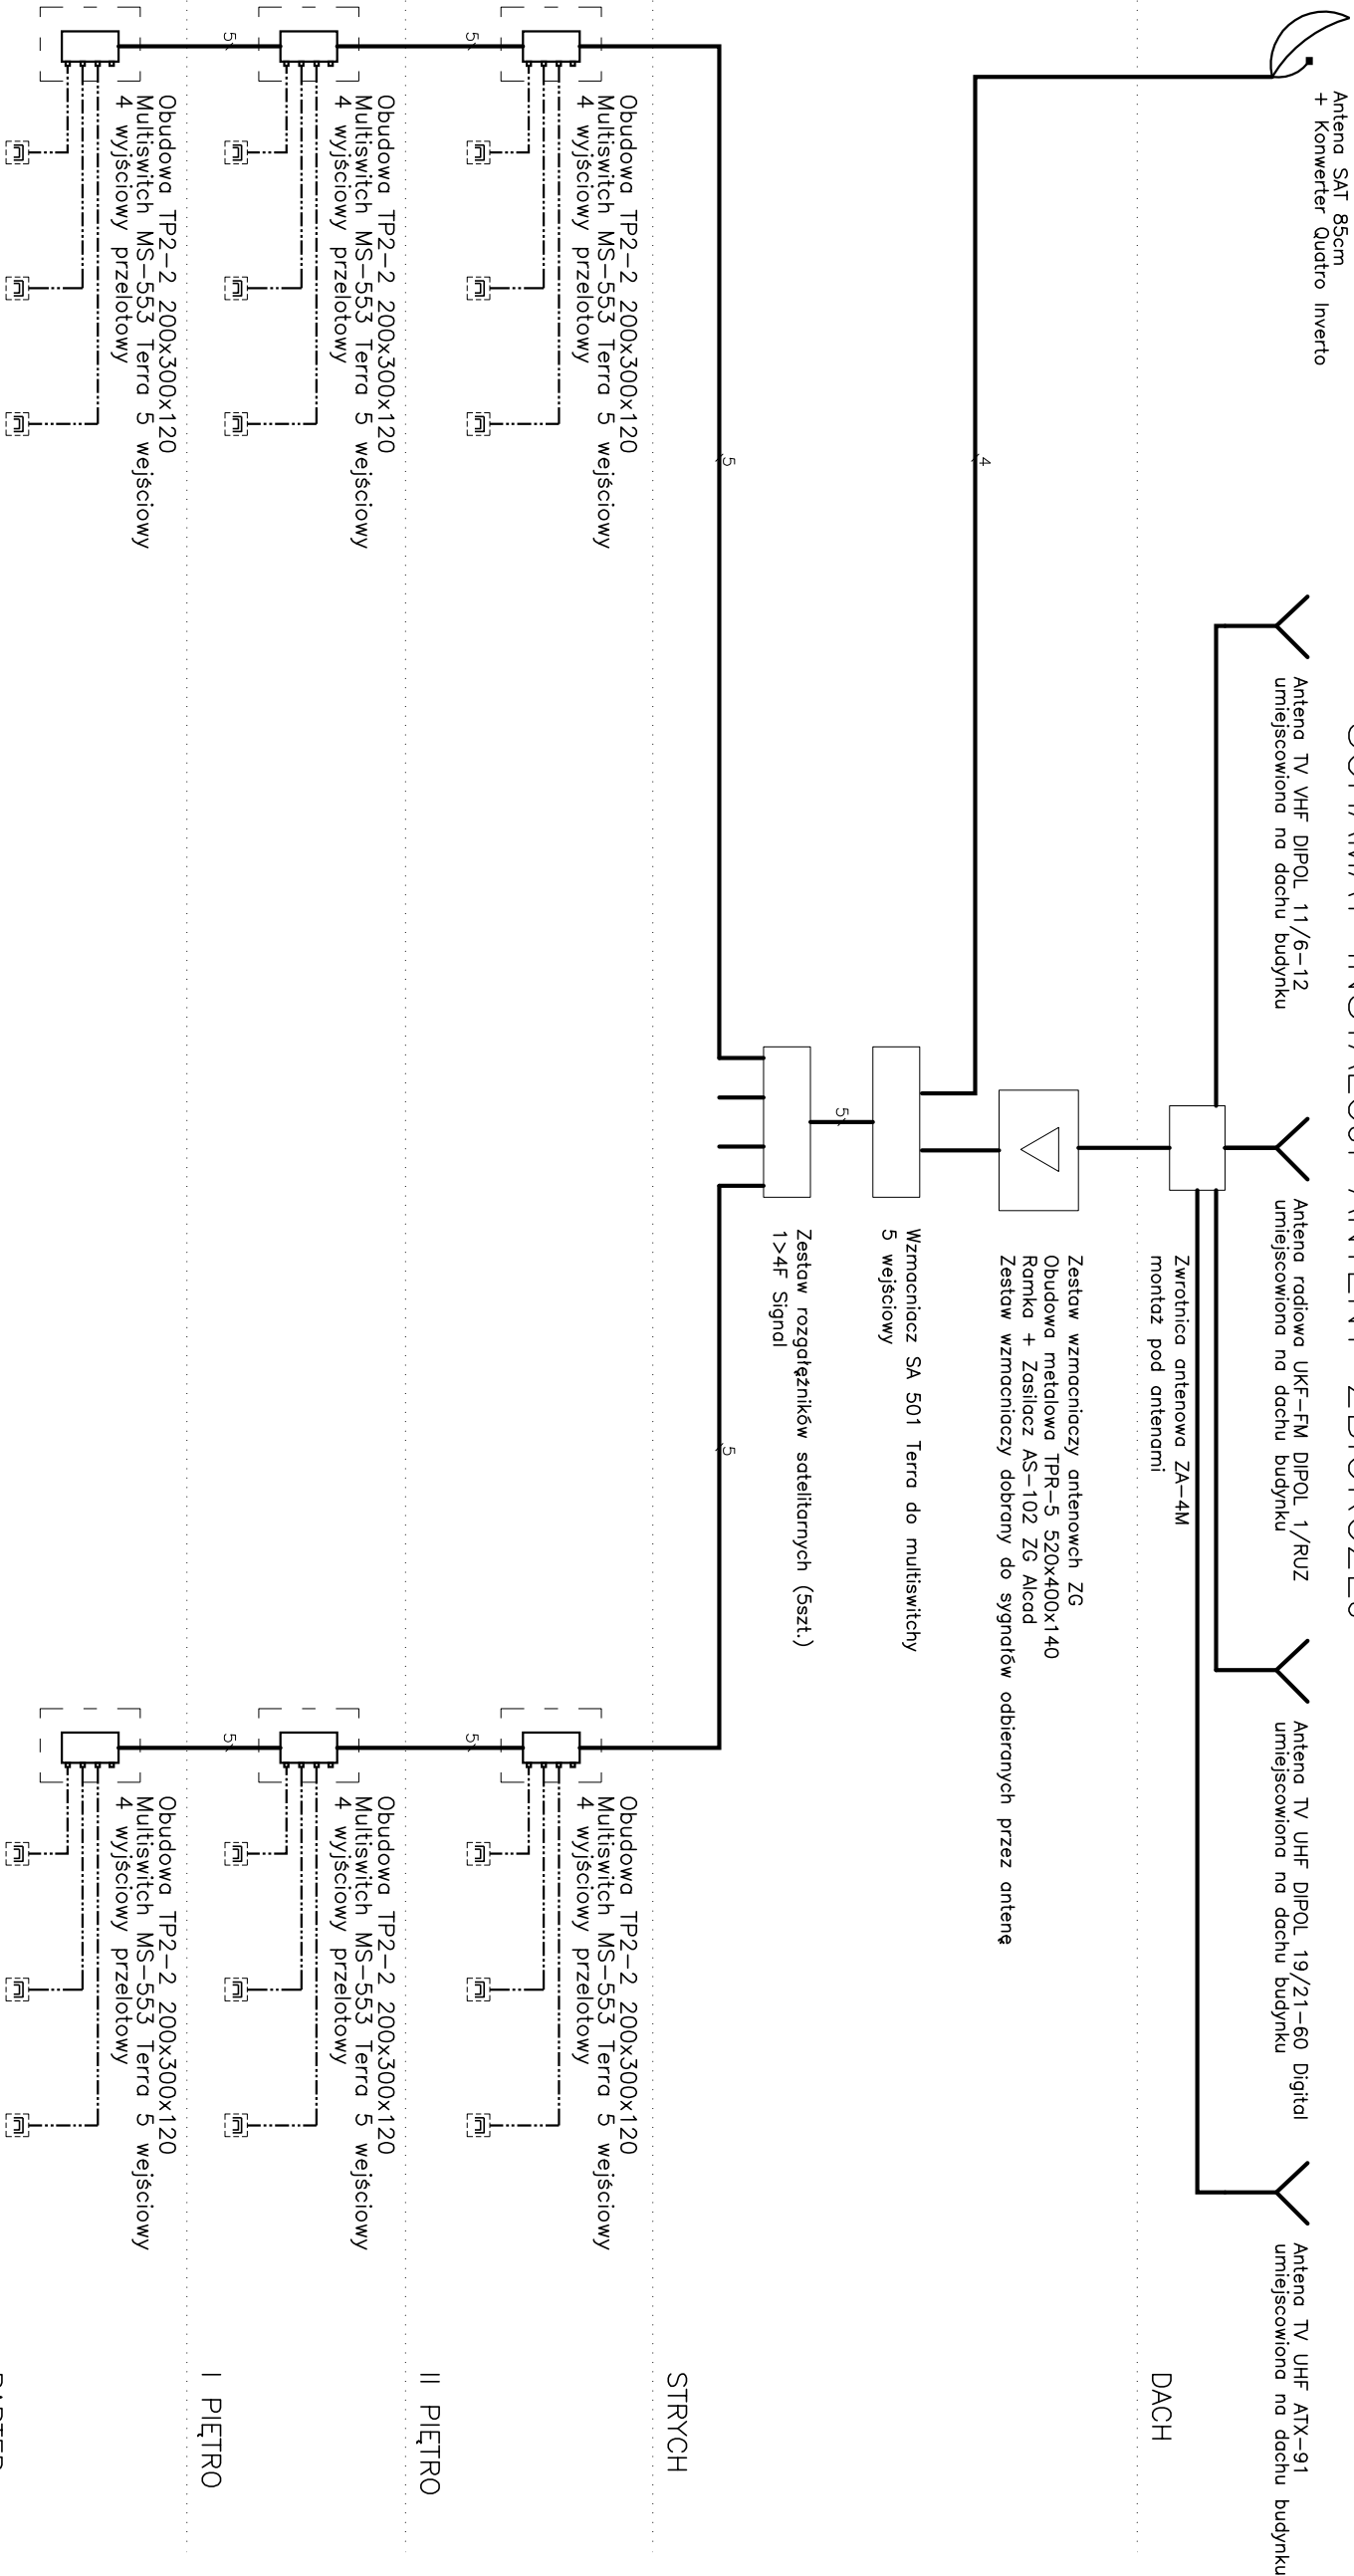 Antena SAT 85cm
+ Konwerter Quatro Inverto
Antena TV VHF DIPOL 11/6-12
umiejscowiona na dachu budynku
Antena radiowa UKF-FM DIPOL 1/RUZ
umiejscowiona na dachu budynku
Antena TV UHF DIPOL 19/21-60 Digital
umiejscowiona na dachu budynku
Antena TV UHF ATX-91
umiejscowiona na dachu budynku
Zwrotnica antenowa ZA-4M
montaż pod antenami
DACH
Zestaw wzmacniaczy antenowch ZG
Obudowa metalowa TPR-5 520x400x140
Ramka + Zasilacz AS-102 ZG Alcad
Zestaw wzmacniaczy dobrany do sygnałów odbieranych przez antenę
4
Wzmacniacz SA 501 Terra do multiswitchy
5 wejściowy
5
Zestaw rozgałęźników satelitarnych (5szt.)
1>4F Signal
5
5
STRYCH
Obudowa TP2-2 200x300x120
Multiswitch MS-553 Terra 5 wejściowy
4 wyjściowy przelotowy
Obudowa TP2-2 200x300x120
Multiswitch MS-553 Terra 5 wejściowy
4 wyjściowy przelotowy
5
5
II PIĘTRO
Obudowa TP2-2 200x300x120
Multiswitch MS-553 Terra 5 wejściowy
4 wyjściowy przelotowy
Obudowa TP2-2 200x300x120
Multiswitch MS-553 Terra 5 wejściowy
4 wyjściowy przelotowy
5
5
I PIĘTRO
Obudowa TP2-2 200x300x120
Multiswitch MS-553 Terra 5 wejściowy
4 wyjściowy przelotowy
Obudowa TP2-2 200x300x120
Multiswitch MS-553 Terra 5 wejściowy
4 wyjściowy przelotowy